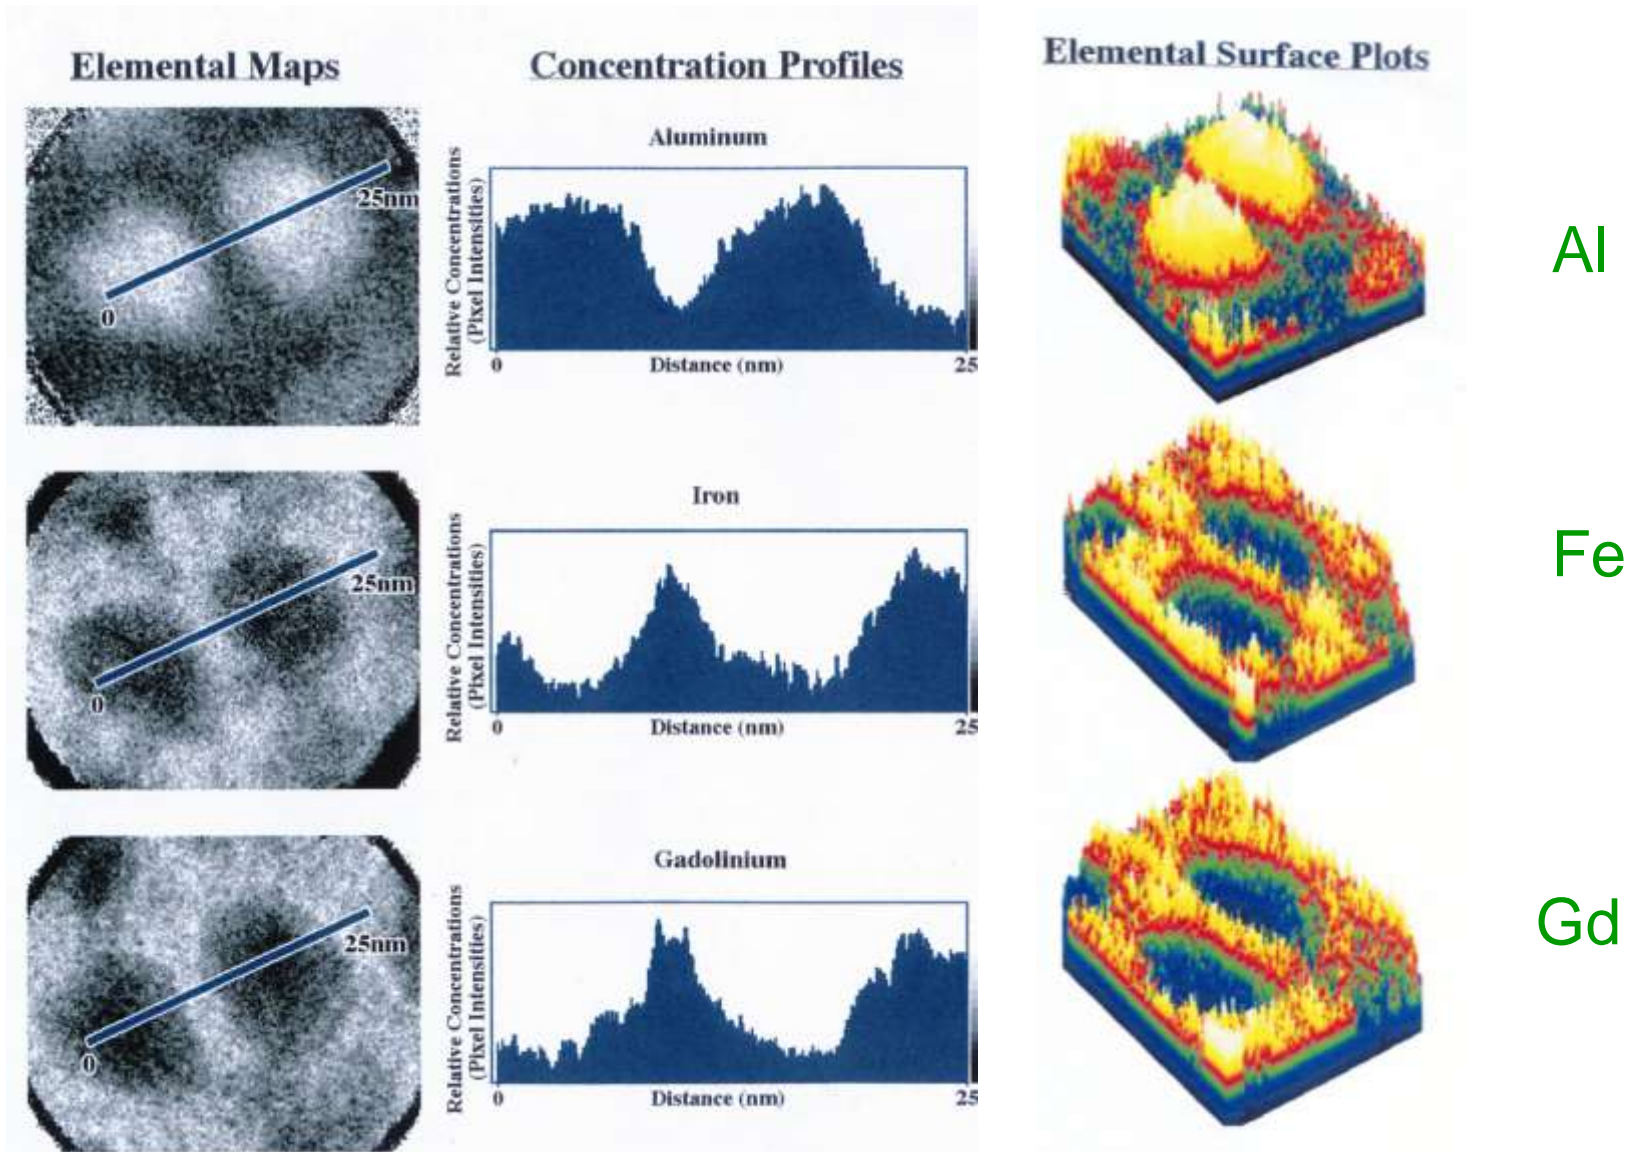 Elemental Maps
Concentration Profiles
Elemental Surface Plots
25nm
0
Aluminum
Relative Concentrations
(Pixel Intensities)
0
Distance (nm)
25
Al
25nm
0
Iron
Relative Concentrations
(Pixel Intensities)
0
Distance (nm)
25
Fe
25nm
0
Gadolinium
Relative Concentrations
(Pixel Intensities)
0
Distance (nm)
25
Gd